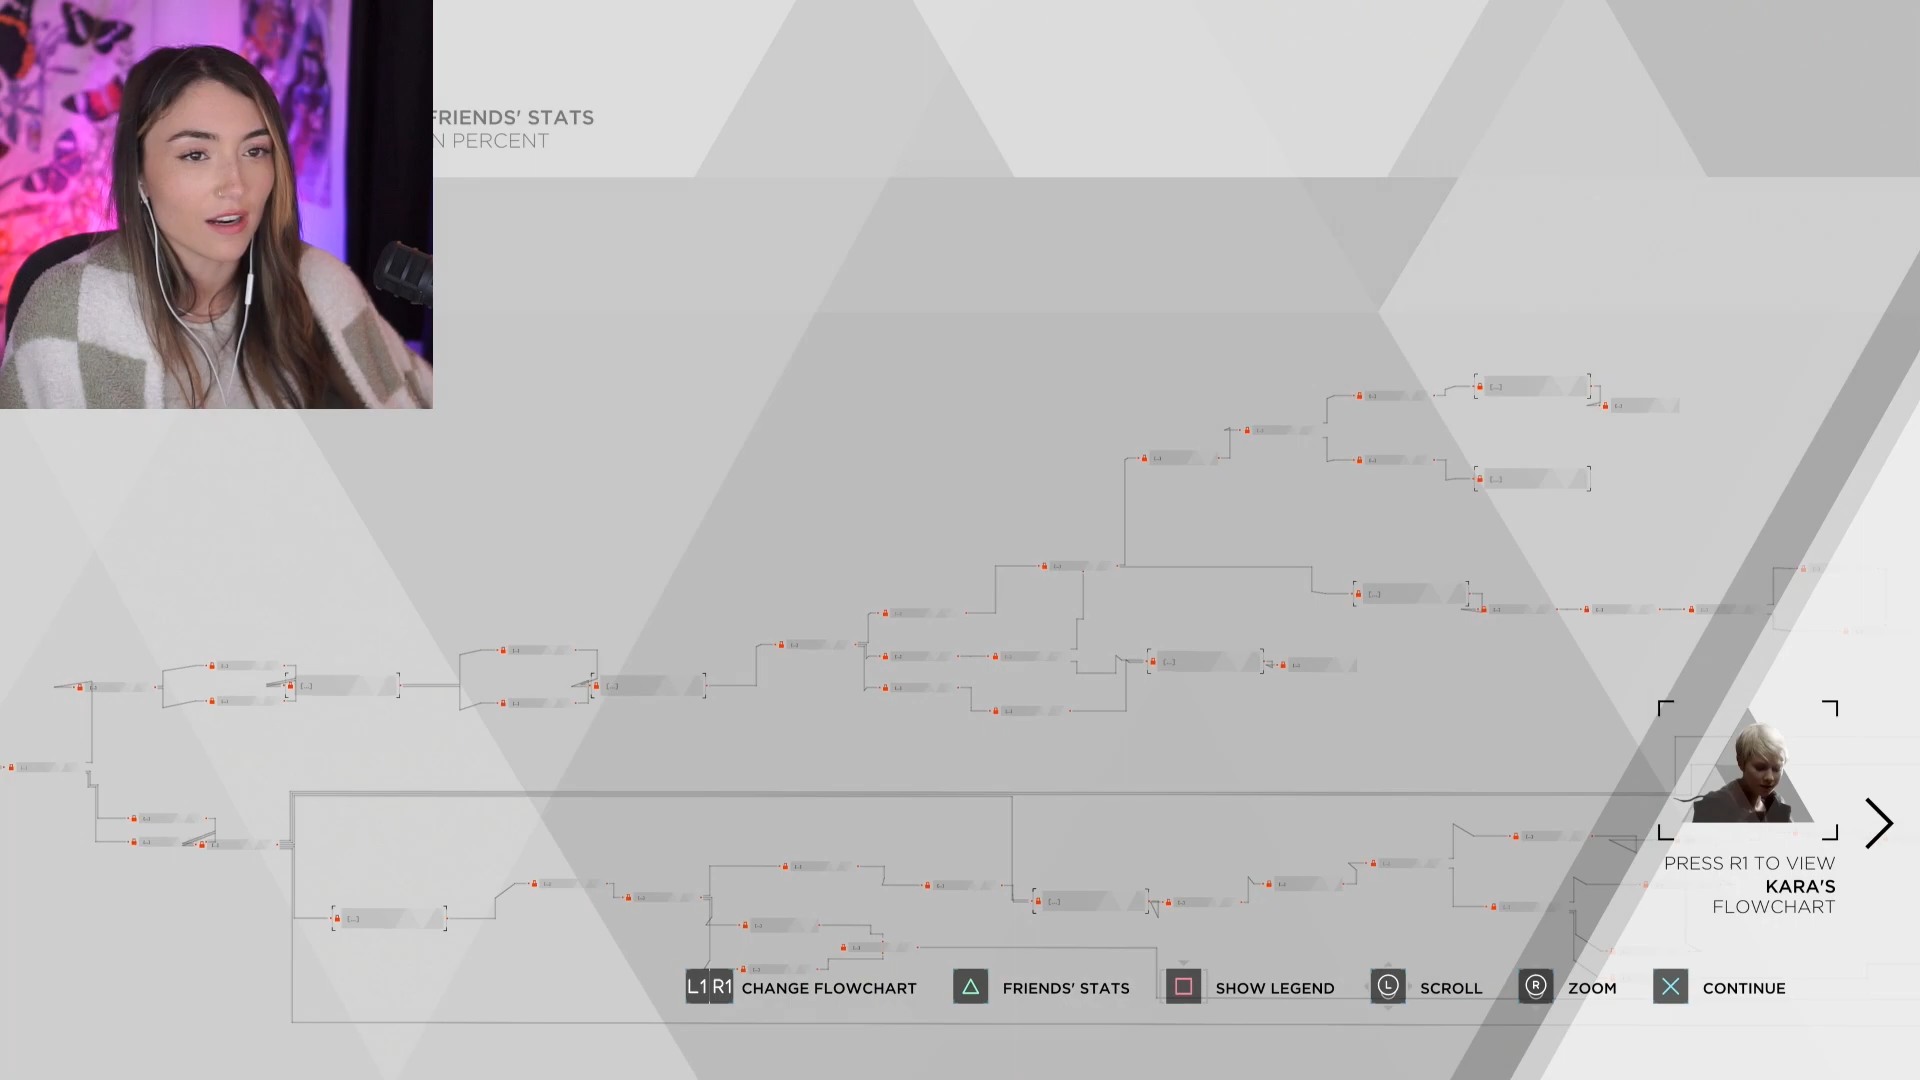 FRIENDS' STATS
N PERCENT
PRESS R1 TO VIEW
KARA'S
FLOWCHART
L1 R1 CHANGE FLOWCHART
FRIENDS' STATS
SHOW LEGEND
L SCROLL
R ZOOM
CONTINUE